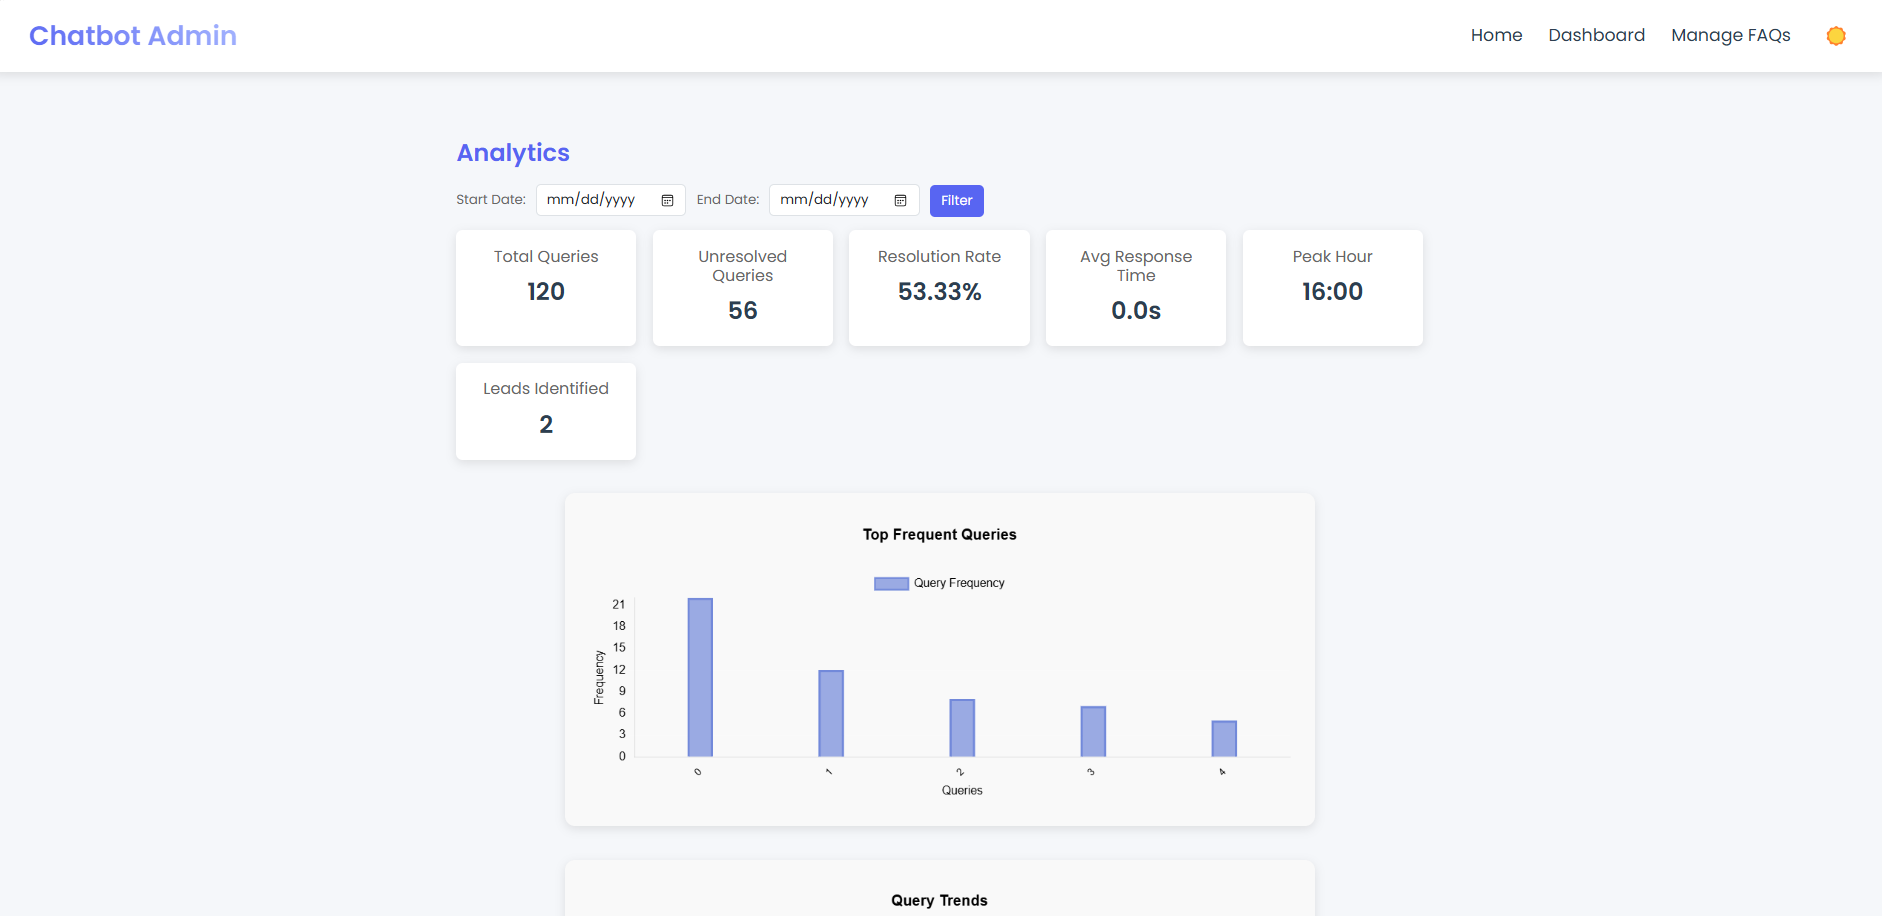 Chatbot Admin
Home Dashboard Manage FAQs
Analytics
Start Date: mm/dd/yyyy End Date: mm/dd/yyyy Filter
Total Queries
120
Unresolved
Queries
56
Resolution Rate
53.33%
Avg Response
Time
0.0s
Peak Hour
16:00
Leads Identified
2
Top Frequent Queries
Query Frequency
Frequency
21
18
15
12
9
6
3
0
0 1 2 3 4
Queries
Query Trends